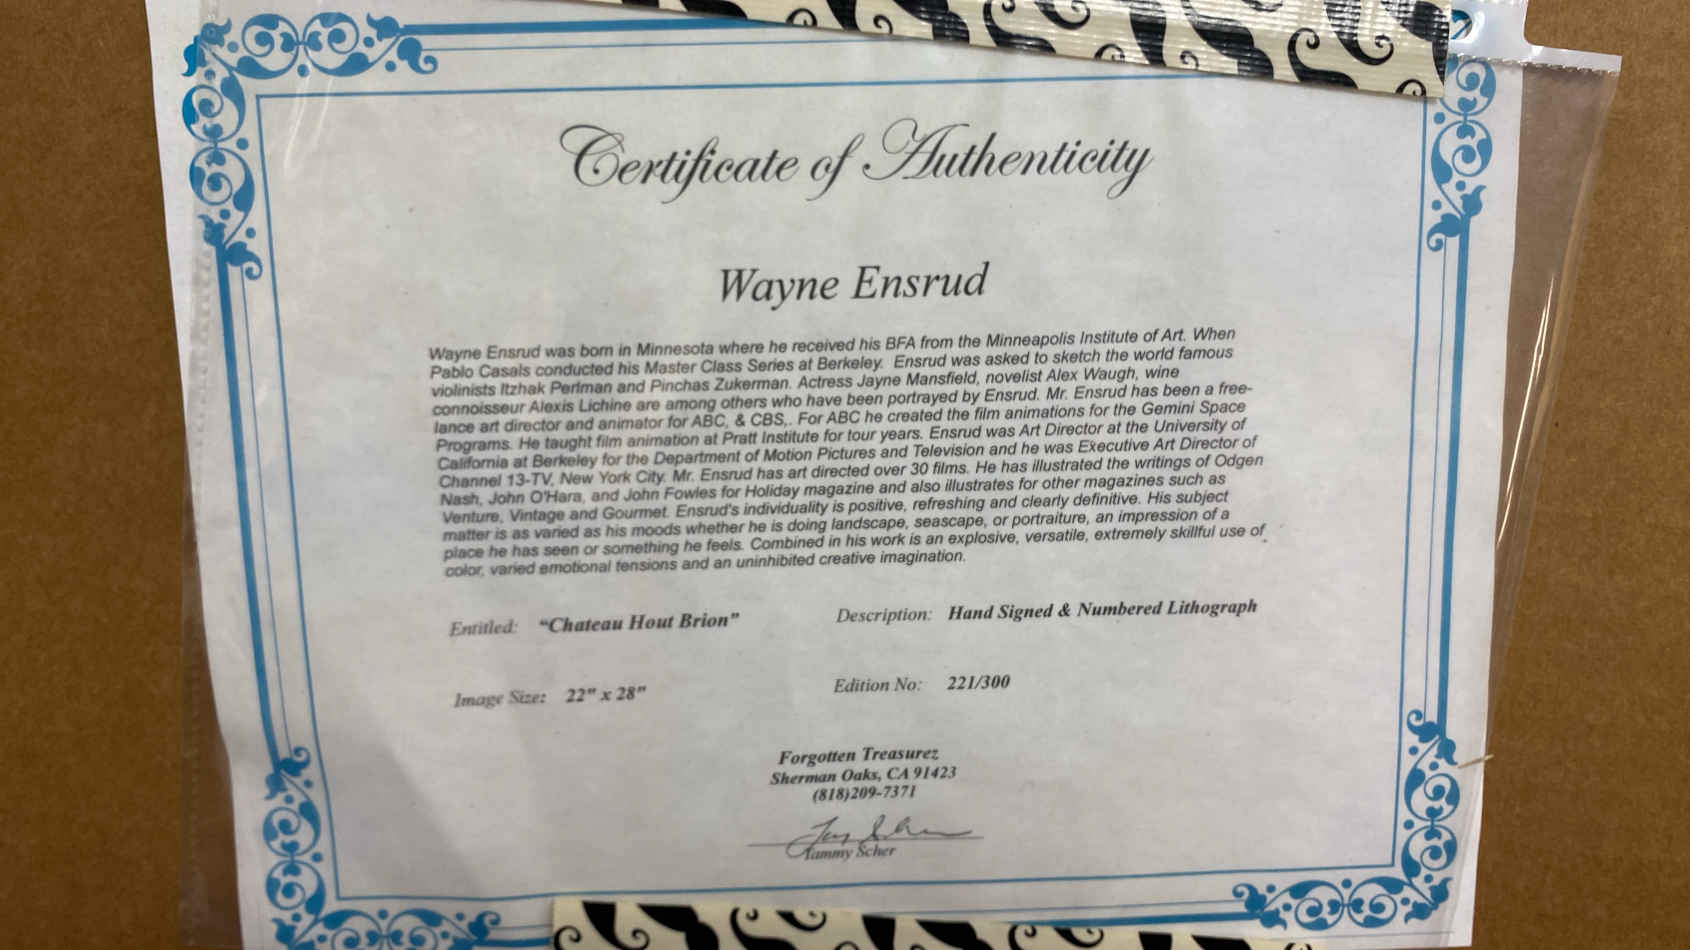 Certificate of Authenticity
Wayne Ensrud
Wayne Ensrud was born in Minnesota where he received his BFA from the Minneapolis Institute of Art. When
Pablo Casals conducted his Master Class Series at Berkeley. Ensrud was asked to sketch the world famous
violinists Itzhak Perlman and Pinchas Zukerman. Actress Jayne Mansfield, novelist Alex Waugh, wine
connoisseur Alexis Lichine are among others who have been portrayed by Ensrud. Mr. Ensrud has been a free-
lance art director and animator for ABC, & CBS,. For ABC he created the film animations for the Gemini Space
Programs. He taught film animation at Pratt Institute for tour years. Ensrud was Art Director at the University of
California at Berkeley for the Department of Motion Pictures and Television and he was Executive Art Director of
Channel 13-TV, New York City. Mr. Ensrud has art directed over 30 films. He has illustrated the writings of Odgen
Nash, John O'Hara, and John Fowles for Holiday magazine and also illustrates for other magazines such as
Venture, Vintage and Gourmet. Ensrud's individuality is positive, refreshing and clearly definitive. His subject
matter is as varied as his moods whether he is doing landscape, seascape, or portraiture, an impression of a
place he has seen or something he feels. Combined in his work is an explosive, versatile, extremely skillful use of
color, varied emotional tensions and an uninhibited creative imagination.
Entitled: "Chateau Hout Brion" Description: Hand Signed & Numbered Lithograph
Image Size: 22" x 28" Edition No: 221/300
Forgotten Treasurez
Sherman Oaks, CA 91423
(818)209-7371
Tammy Scher